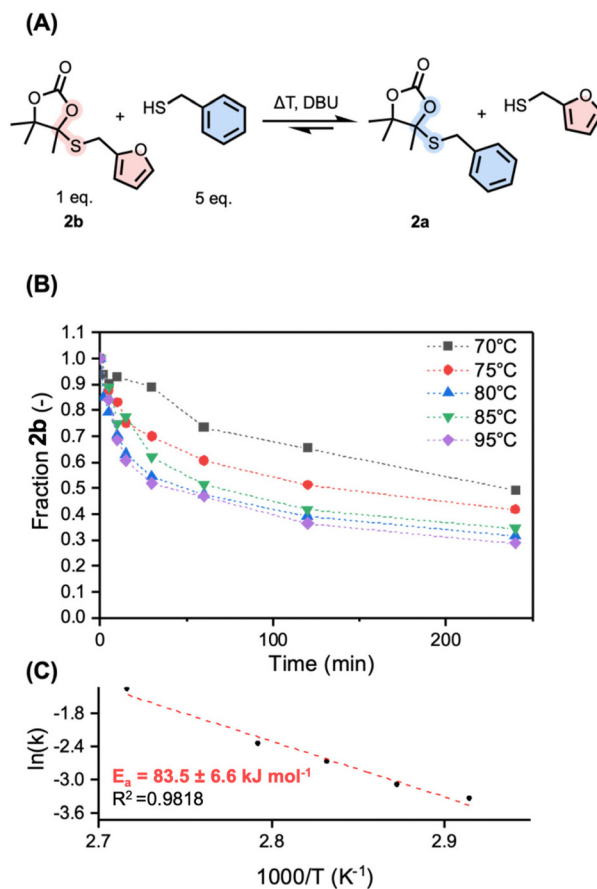 (A)
O
O
O
S
O
1 eq.
2b
+
HS
5 eq.
ΔT, DBU
O
O
O
S
2a
+
HS
O
(B)
1.1
1.0
0.9
0.8
0.7
0.6
0.5
0.4
0.3
0.2
0.1
0.0
Fraction 2b (-)
70°C
75°C
80°C
85°C
95°C
0
100
200
Time (min)
(C)
-1.8
-2.4
-3.0
-3.6
ln(k)
Ea = 83.5 ± 6.6 kJ mol⁻¹
R² =0.9818
2.7
2.8
2.9
1000/T (K⁻¹)